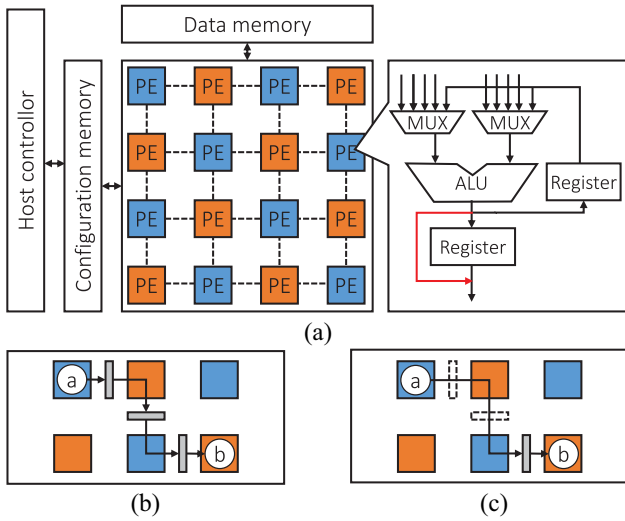 Host controllor
Configuration memory
Data memory
PE PE PE PE
PE PE PE PE
PE PE PE PE
PE PE PE PE
MUX MUX
ALU
Register
Register
(a)
a
b
(b)
a
b
(c)